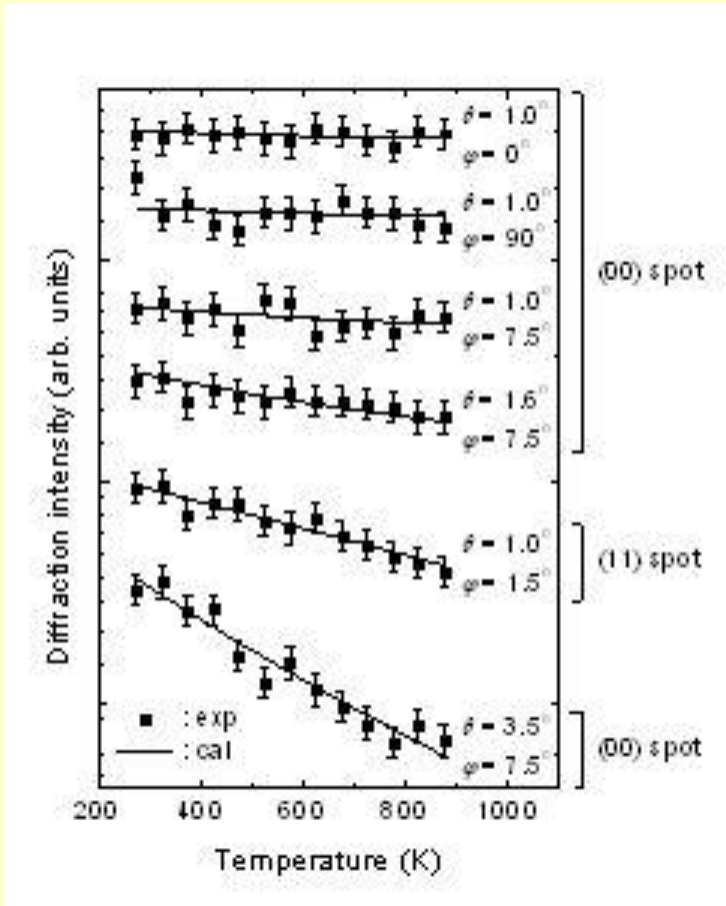 θ = 1.0°
φ = 0°
θ = 1.0°
φ = 90°
(00) spot
θ = 1.0°
φ = 7.5°
θ = 1.6°
φ = 7.5°
θ = 1.0°
φ = 1.5°
(11) spot
θ = 3.5°
φ = 7.5°
(00) spot
: exp
: cal
Diffraction intensity (arb. units)
200 400 600 800 1000
Temperature (K)